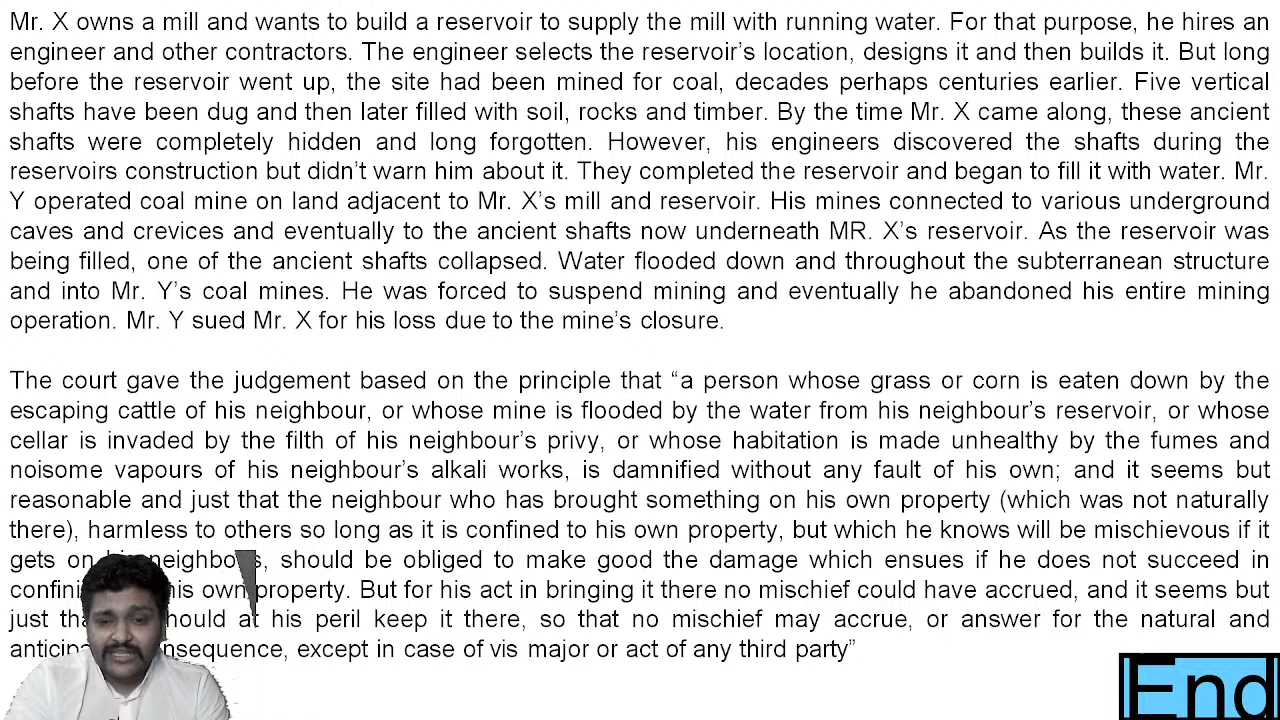 Mr. X owns a mill and wants to build a reservoir to supply the mill with running water. For that purpose, he hires an
engineer and other contractors. The engineer selects the reservoir's location, designs it and then builds it. But long
before the reservoir went up, the site had been mined for coal, decades perhaps centuries earlier. Five vertical
shafts have been dug and then later filled with soil, rocks and timber. By the time Mr. X came along, these ancient
shafts were completely hidden and long forgotten. However, his engineers discovered the shafts during the
reservoirs construction but didn't warn him about it. They completed the reservoir and began to fill it with water. Mr.
Y operated coal mine on land adjacent to Mr. X's mill and reservoir. His mines connected to various underground
caves and crevices and eventually to the ancient shafts now underneath MR. X's reservoir. As the reservoir was
being filled, one of the ancient shafts collapsed. Water flooded down and throughout the subterranean structure
and into Mr. Y's coal mines. He was forced to suspend mining and eventually he abandoned his entire mining
operation. Mr. Y sued Mr. X for his loss due to the mine's closure.
The court gave the judgement based on the principle that “a person whose grass or corn is eaten down by the
escaping cattle of his neighbour, or whose mine is flooded by the water from his neighbour's reservoir, or whose
cellar is invaded by the filth of his neighbour's privy, or whose habitation is made unhealthy by the fumes and
noisome vapours of his neighbour's alkali works, is damnified without any fault of his own; and it seems but
reasonable and just that the neighbour who has brought something on his own property (which was not naturally
there), harmless to others so long as it is confined to his own property, but which he knows will be mischievous if it
gets on should be obliged to make good the damage which ensues if he does not succeed in
own property. But for his act in bringing it there no mischief could have accrued, and it seems but
just at his peril keep it there, so that no mischief may accrue, or answer for the natural and
except in case of vis major or act of any third party”
End